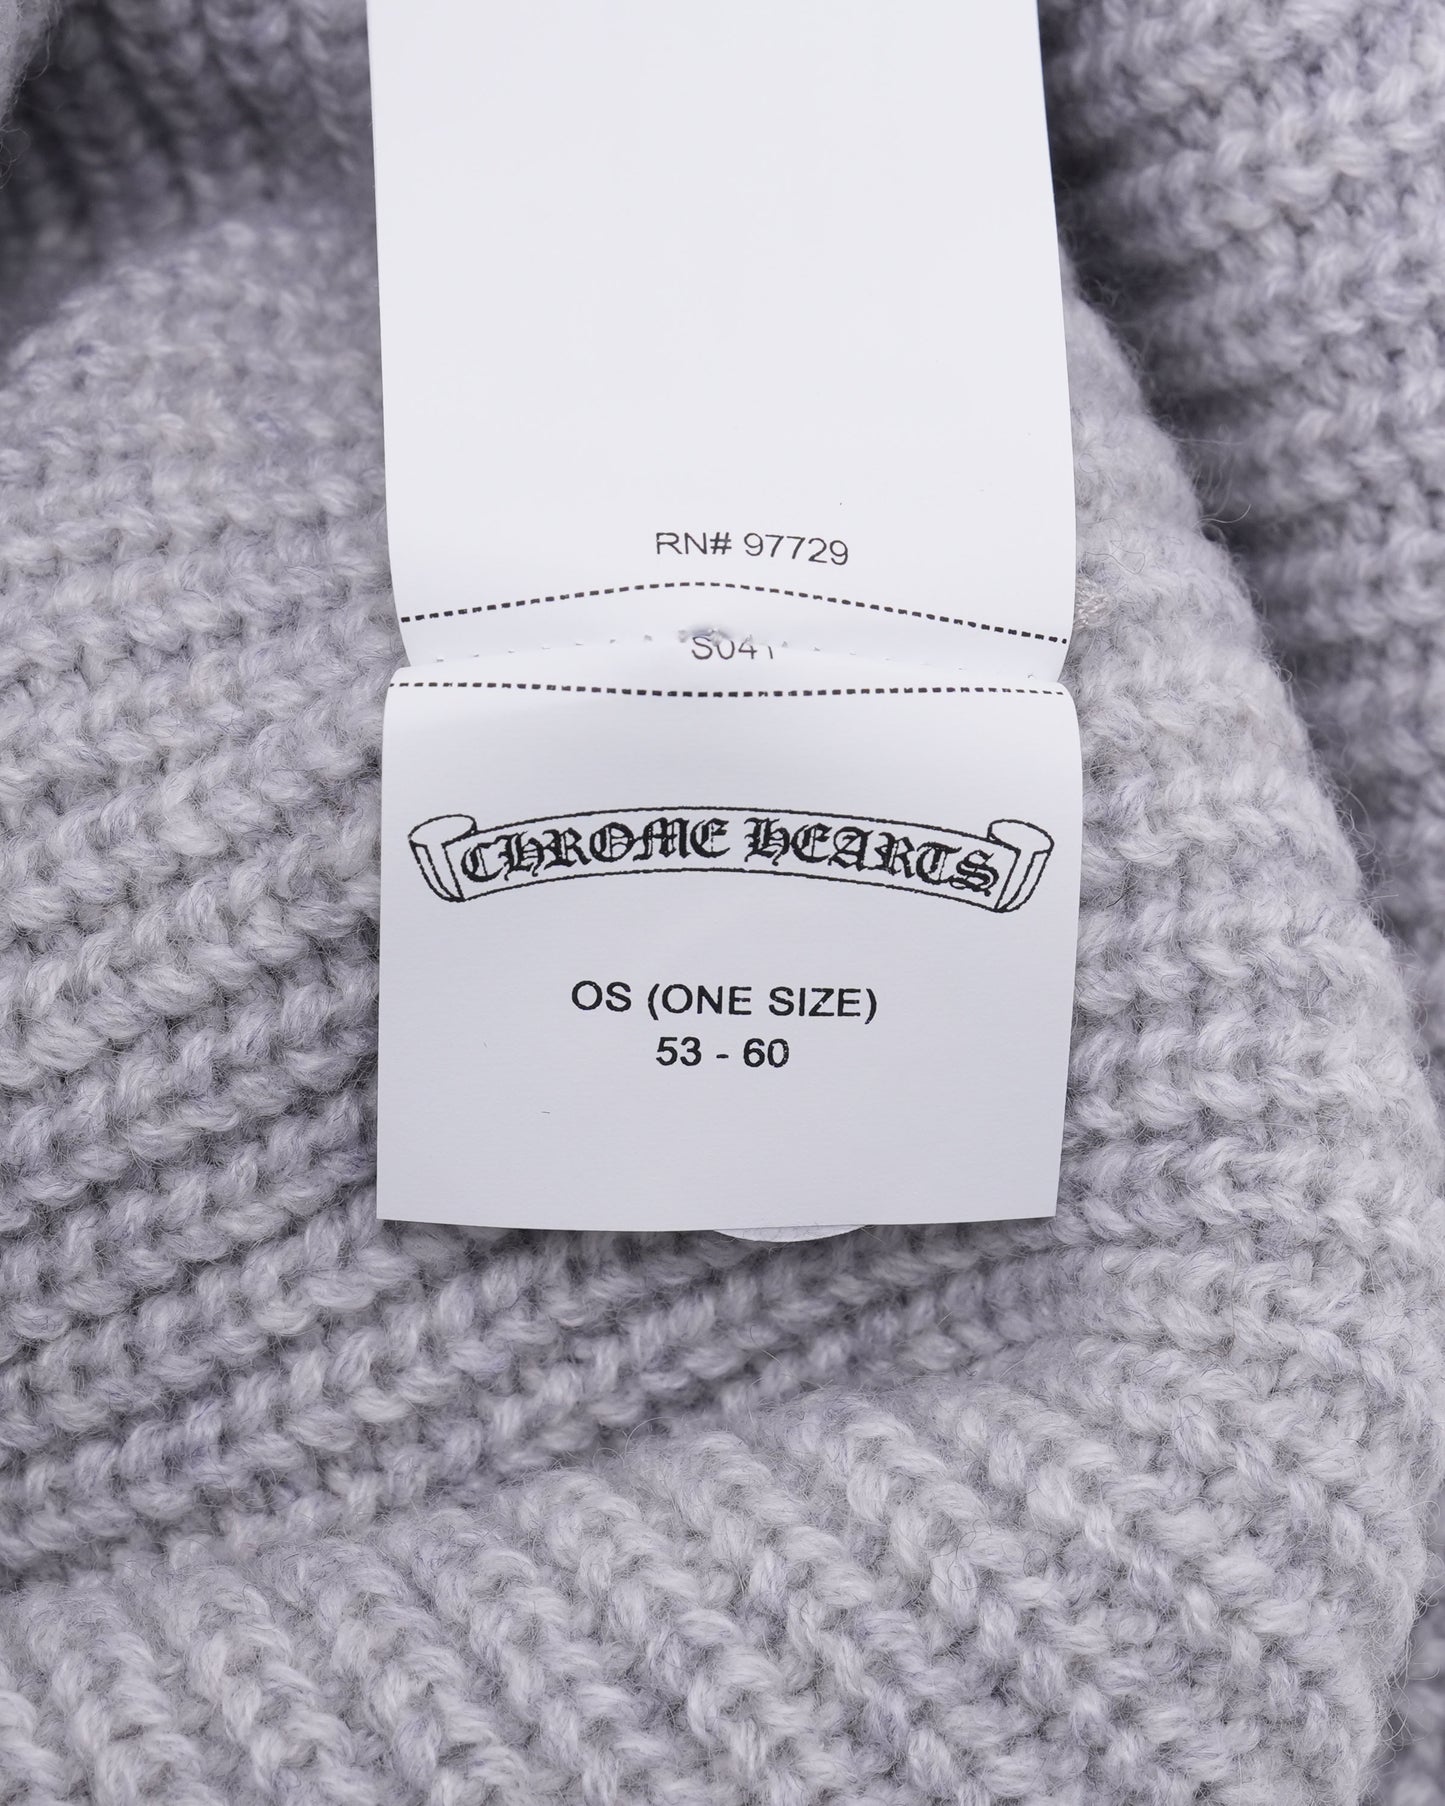 RN# 97729
S041
CHROME HEARTS
OS (ONE SIZE)
53 - 60